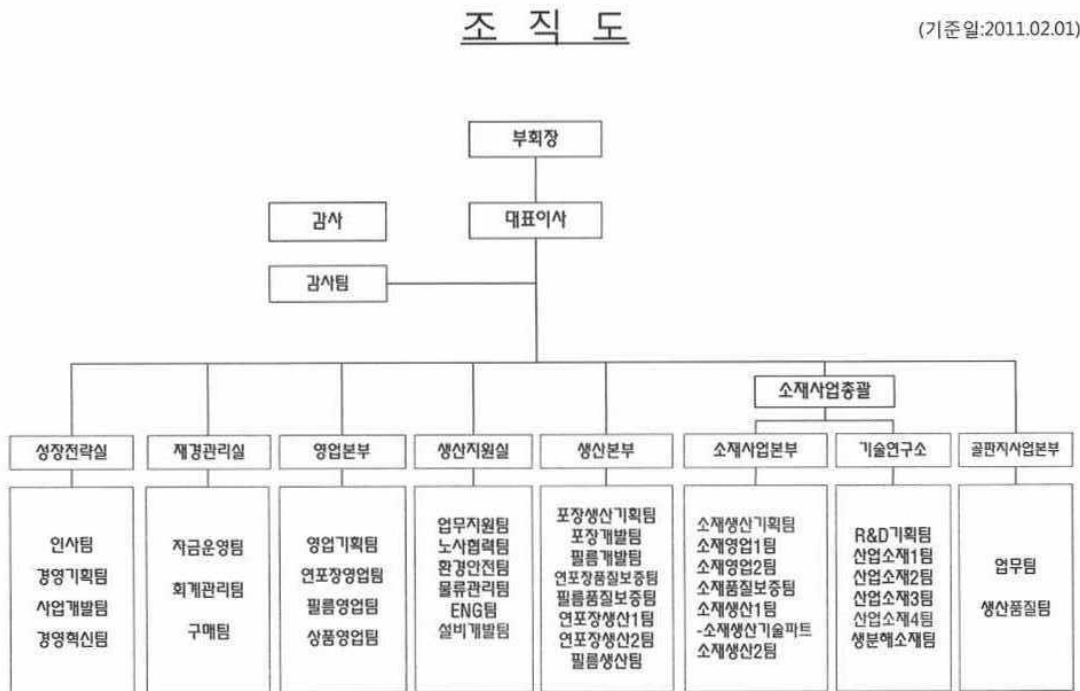 조 직 도
(기준일:2011.02.01)
부회장
감사
대표이사
감사팀
소재사업총괄
성장전략실
재경관리실
영업본부
생산지원실
생산본부
소재사업본부
기술연구소
골판지사업본부
인사팀
경영기획팀
사업개발팀
경영혁신팀
자금운영팀
회계관리팀
구매팀
영업기획팀
연포장영업팀
필름영업팀
상품영업팀
업무지원팀
노사협력팀
환경안전팀
물류관리팀
ENG팀
설비개발팀
포장생산기획팀
포장개발팀
필름개발팀
연포장품질보증팀
필름품질보증팀
연포장생산1팀
연포장생산2팀
필름생산팀
소재생산기획팀
소재영업1팀
소재영업2팀
소재품질보증팀
소재생산1팀
-소재생산기술파트
소재생산2팀
R&D기획팀
산업소재1팀
산업소재2팀
산업소재3팀
산업소재4팀
생분해소재팀
업무팀
생산품질팀